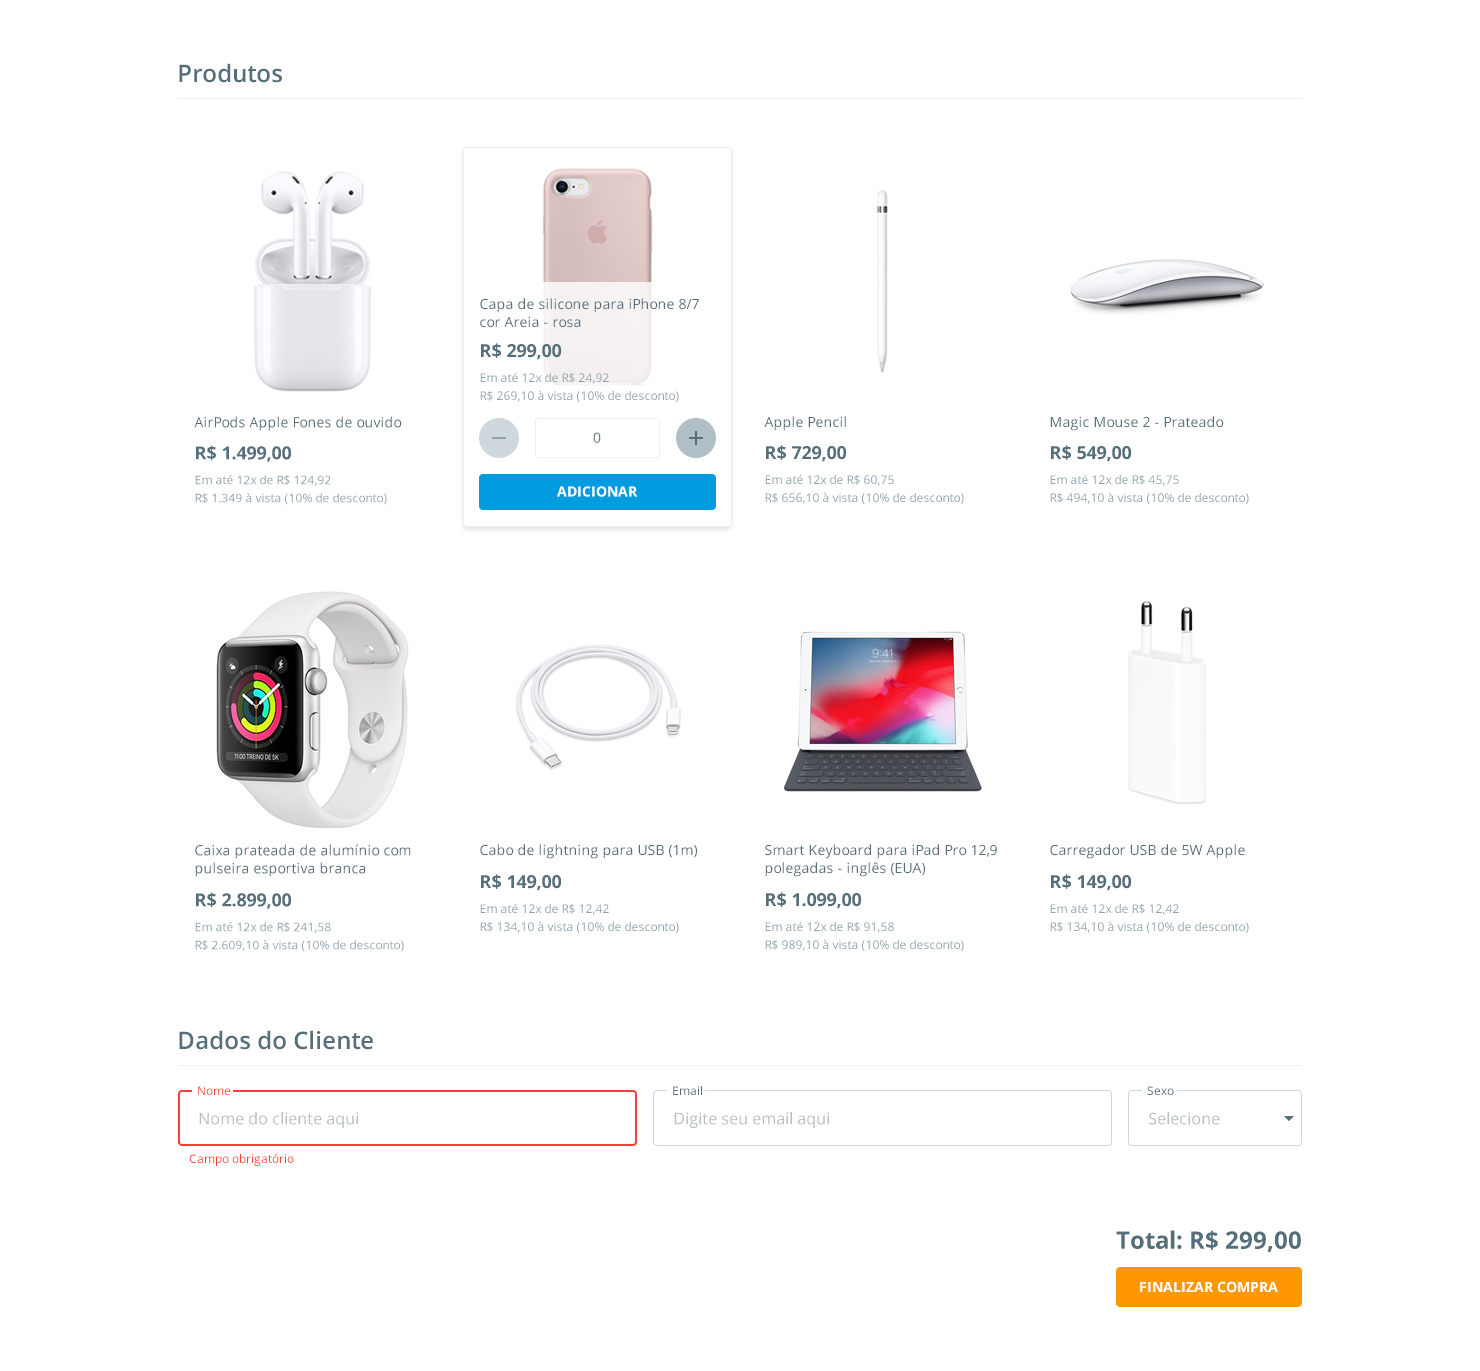 Produtos
AirPods Apple Fones de ouvido
R$ 1.499,00
Em até 12x de R$ 124,92
R$ 1.349 à vista (10% de desconto)
Capa de silicone para iPhone 8/7
cor Areia - rosa
R$ 299,00
Em até 12x de R$ 24,92
R$ 269,10 à vista (10% de desconto)
0
ADICIONAR
Apple Pencil
R$ 729,00
Em até 12x de R$ 60,75
R$ 656,10 à vista (10% de desconto)
Magic Mouse 2 - Prateado
R$ 549,00
Em até 12x de R$ 45,75
R$ 494,10 à vista (10% de desconto)
11:00 TREINO DE 5K
Caixa prateada de alumínio com
pulseira esportiva branca
R$ 2.899,00
Em até 12x de R$ 241,58
R$ 2.609,10 à vista (10% de desconto)
Cabo de lightning para USB (1m)
R$ 149,00
Em até 12x de R$ 12,42
R$ 134,10 à vista (10% de desconto)
9:41
Smart Keyboard para iPad Pro 12,9
polegadas - inglês (EUA)
R$ 1.099,00
Em até 12x de R$ 91,58
R$ 989,10 à vista (10% de desconto)
Carregador USB de 5W Apple
R$ 149,00
Em até 12x de R$ 12,42
R$ 134,10 à vista (10% de desconto)
Dados do Cliente
Nome
Nome do cliente aqui
Campo obrigatório
Email
Digite seu email aqui
Sexo
Selecione
Total: R$ 299,00
FINALIZAR COMPRA